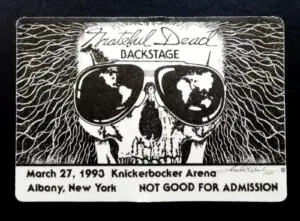 Grateful Dead
BACKSTAGE
March 27, 1993 Knickerbocker Arena
Albany, New York NOT GOOD FOR ADMISSION